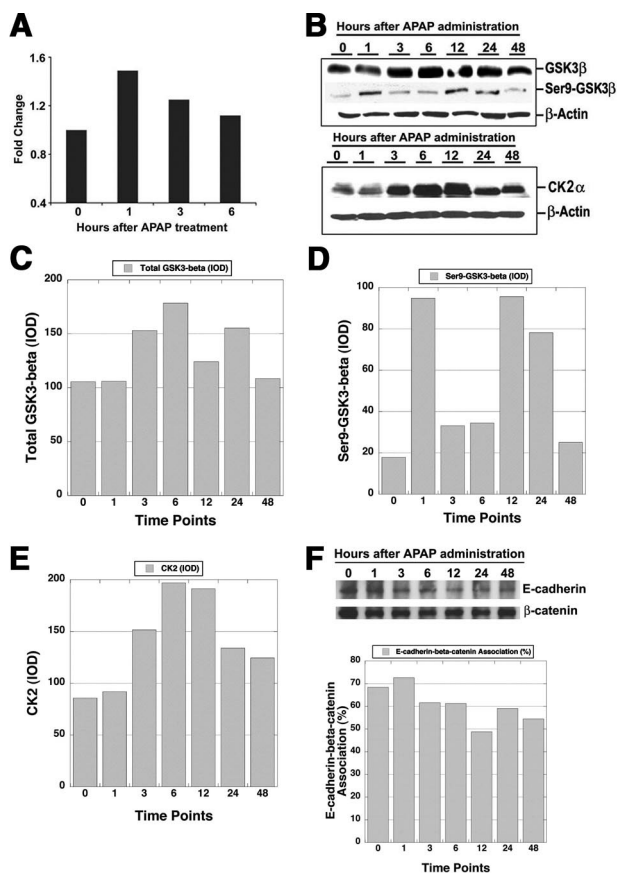 A
Fold Change
1.6
1.2
0.8
0.4
0 1 3 6
Hours after APAP treatment
B
Hours after APAP administration
0 1 3 6 12 24 48
GSK3β
Ser9-GSK3β
β-Actin
Hours after APAP administration
0 1 3 6 12 24 48
CK2α
β-Actin
C
Total GSK3-beta (IOD)
Total GSK3-beta (IOD)
200
150
100
50
0
0 1 3 6 12 24 48
Time Points
D
Ser9-GSK3-beta (IOD)
Ser9-GSK3-beta (IOD)
100
80
60
40
20
0
0 1 3 6 12 24 48
Time Points
E
CK2 (IOD)
CK2 (IOD)
200
150
100
50
0
0 1 3 6 12 24 48
Time Points
F
Hours after APAP administration
0 1 3 6 12 24 48
E-cadherin
β-catenin
E-cadherin-beta-catenin Association (%)
E-cadherin-beta-catenin
Association (%)
80
70
60
50
40
30
20
10
0
0 1 3 6 12 24 48
Time Points